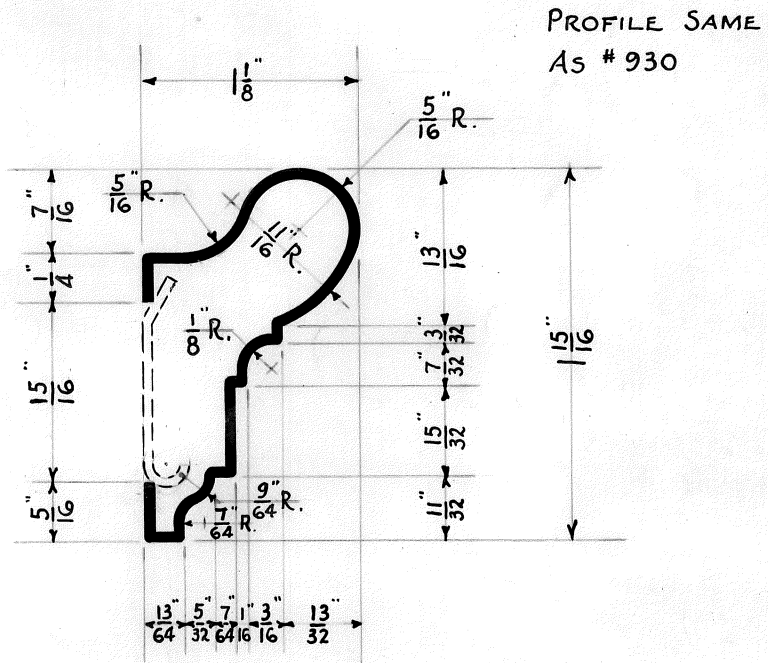 PROFILE SAME
AS #930
1 1/8"
5/16" R.
5/16" R.
7/16"
11/16" R.
13/16"
1/4"
1/8" R.
3/32"
1 15/16"
7/32"
15/16"
15/32"
9/64" R.
5/16"
7/64" R.
11/32"
13/64" 5/32" 7/64" 1/16" 3/16" 13/32"